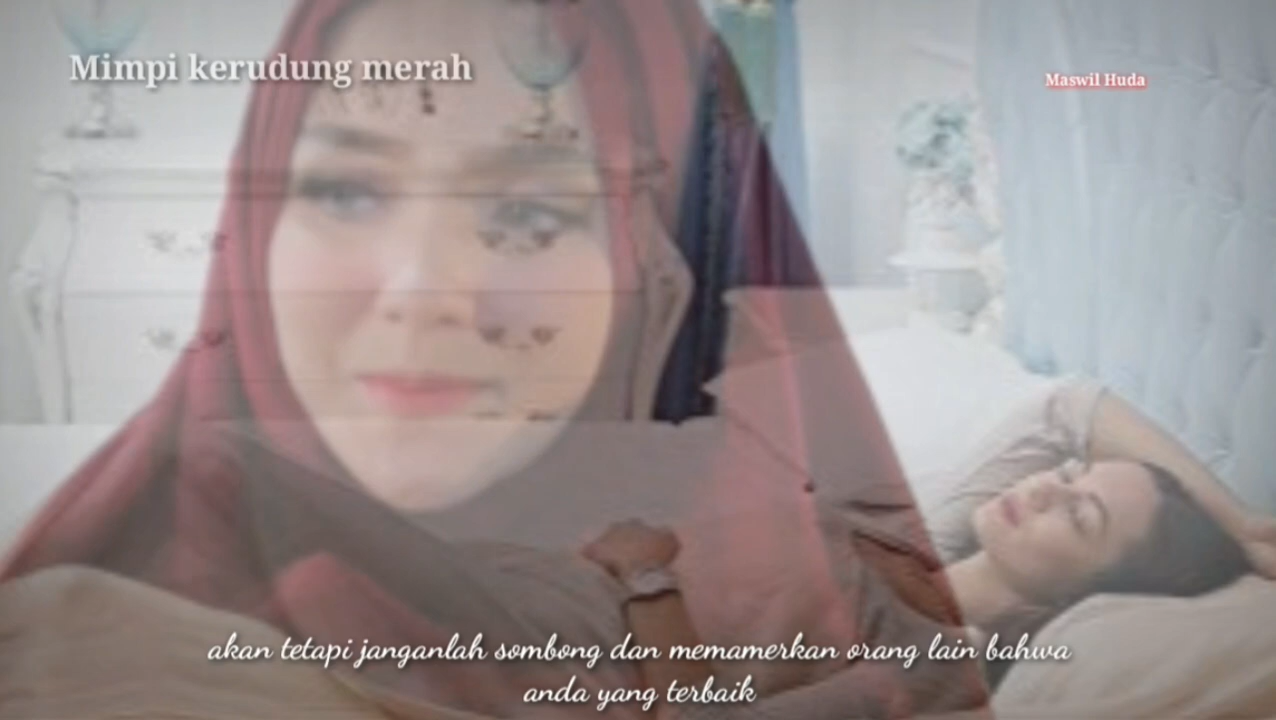 Mimpi kerudung merah
Maswil Huda
akan tetapi janganlah sombong dan memamerkan orang lain bahwa
anda yang terbaik